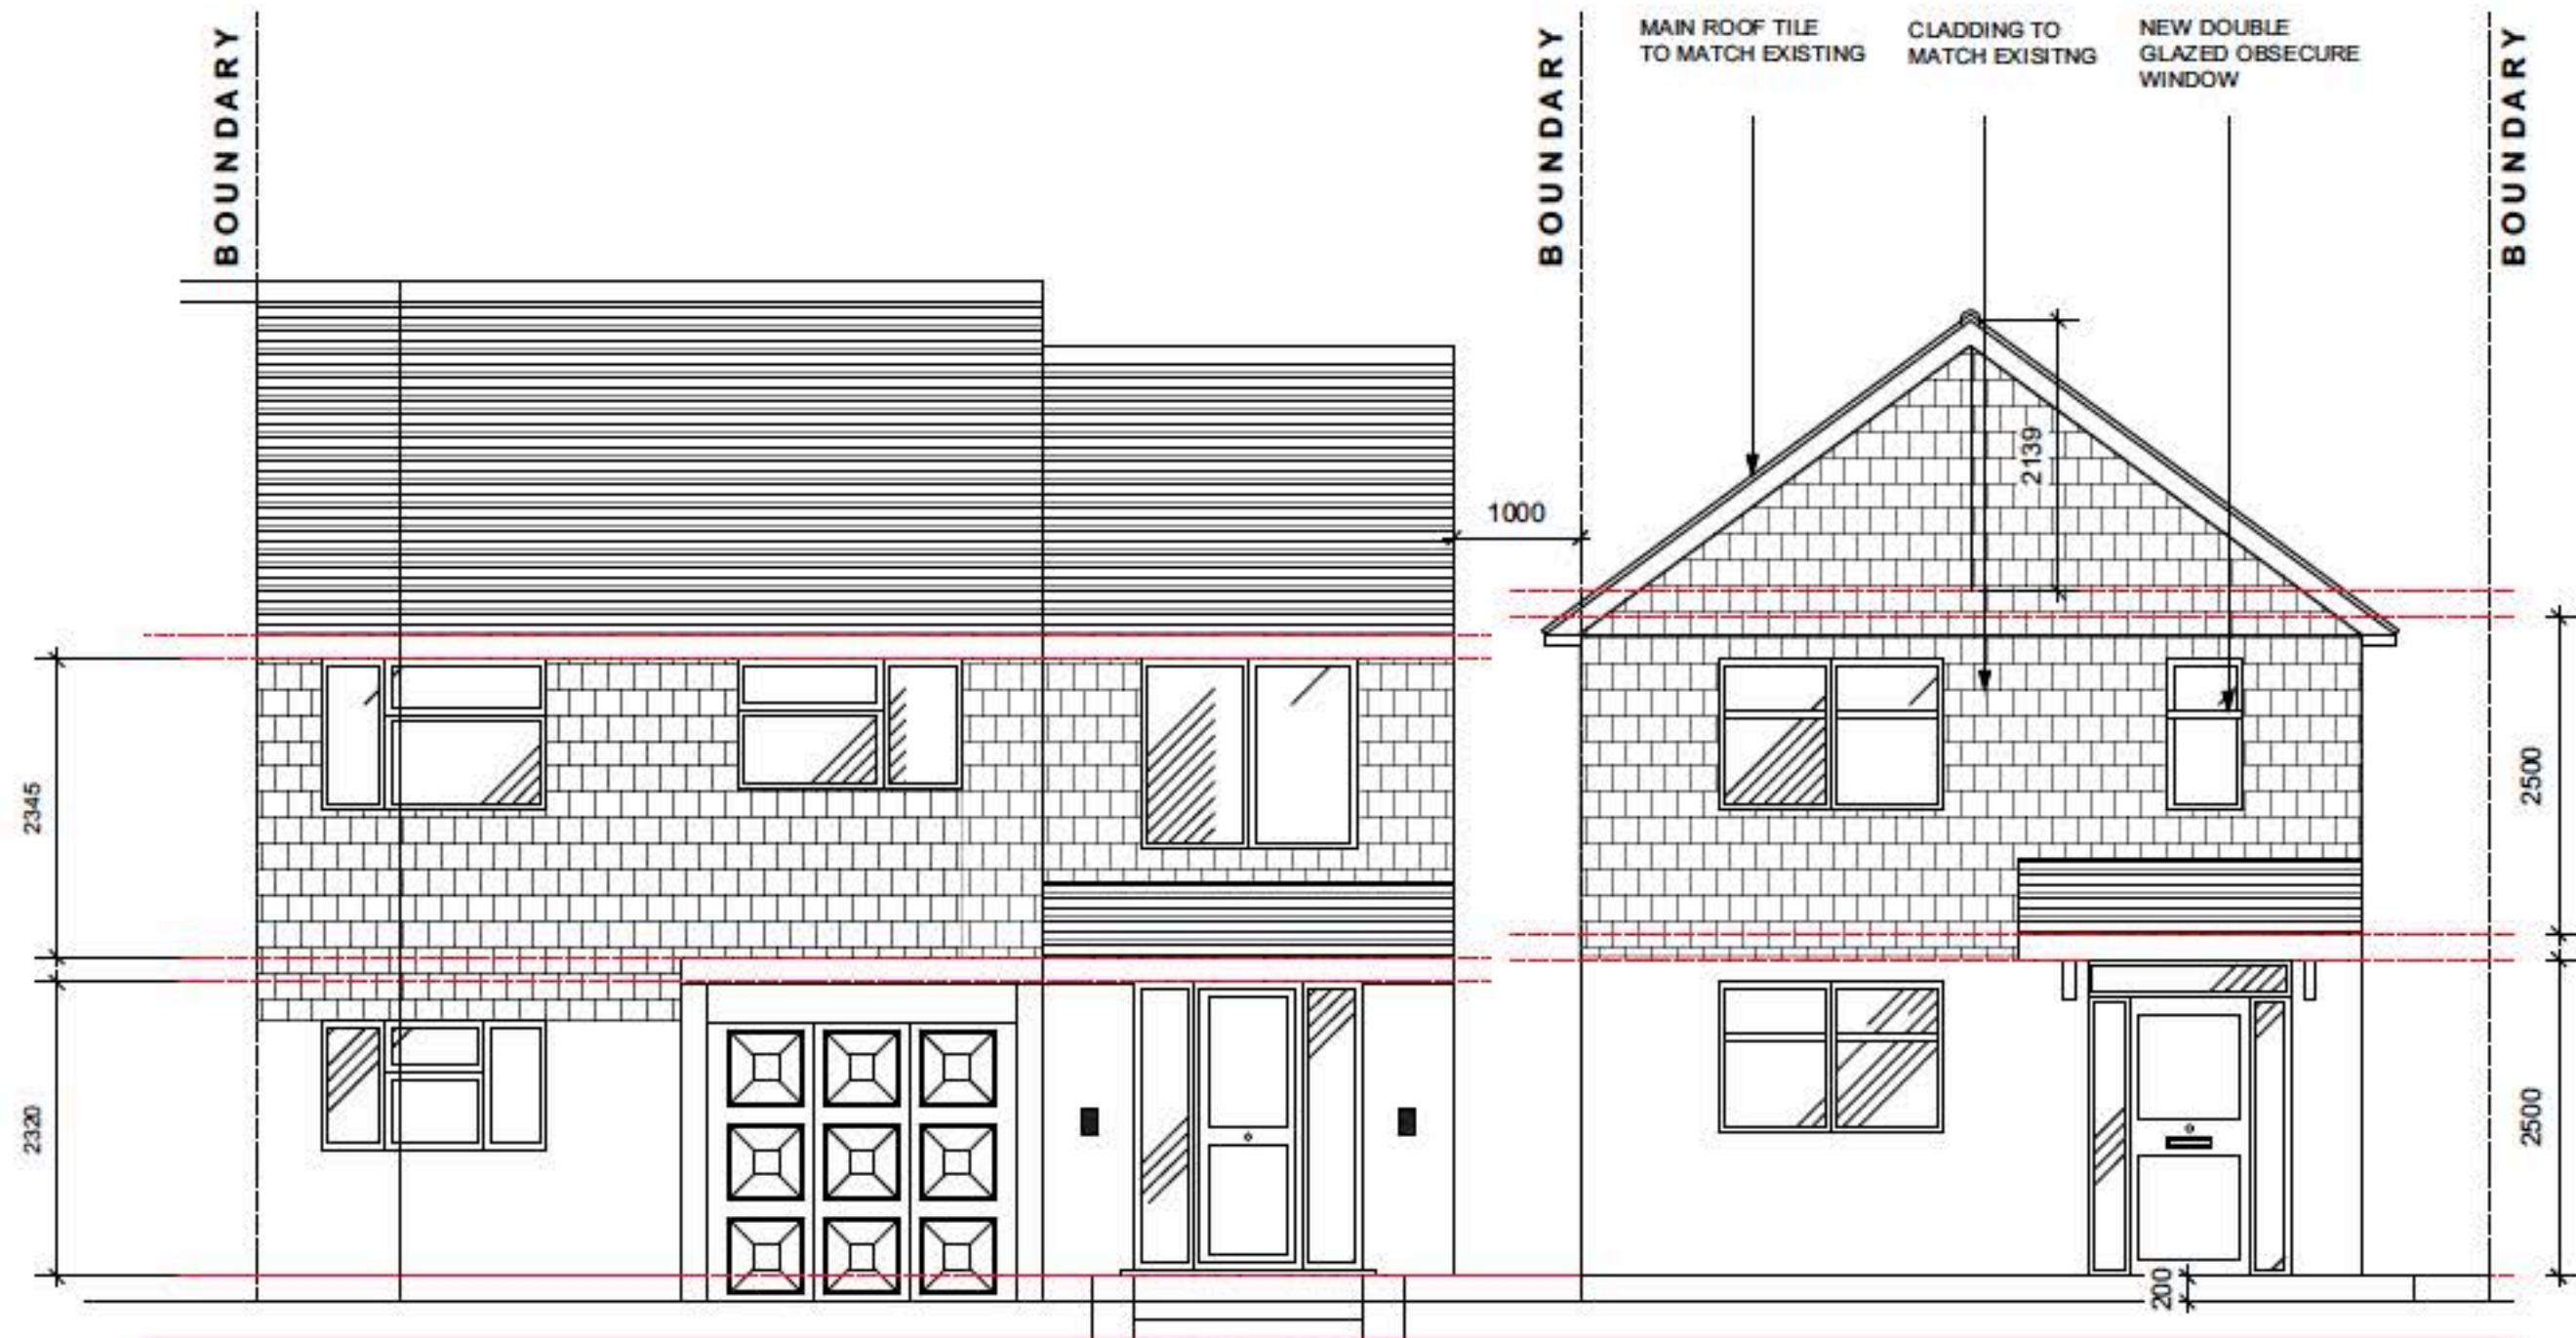 BOUNDARY
BOUNDARY
MAIN ROOF TILE
TO MATCH EXISTING
CLADDING TO
MATCH EXISITNG
NEW DOUBLE
GLAZED OBSECURE
WINDOW
BOUNDARY
2139
1000
2345
2500
2320
2500
200